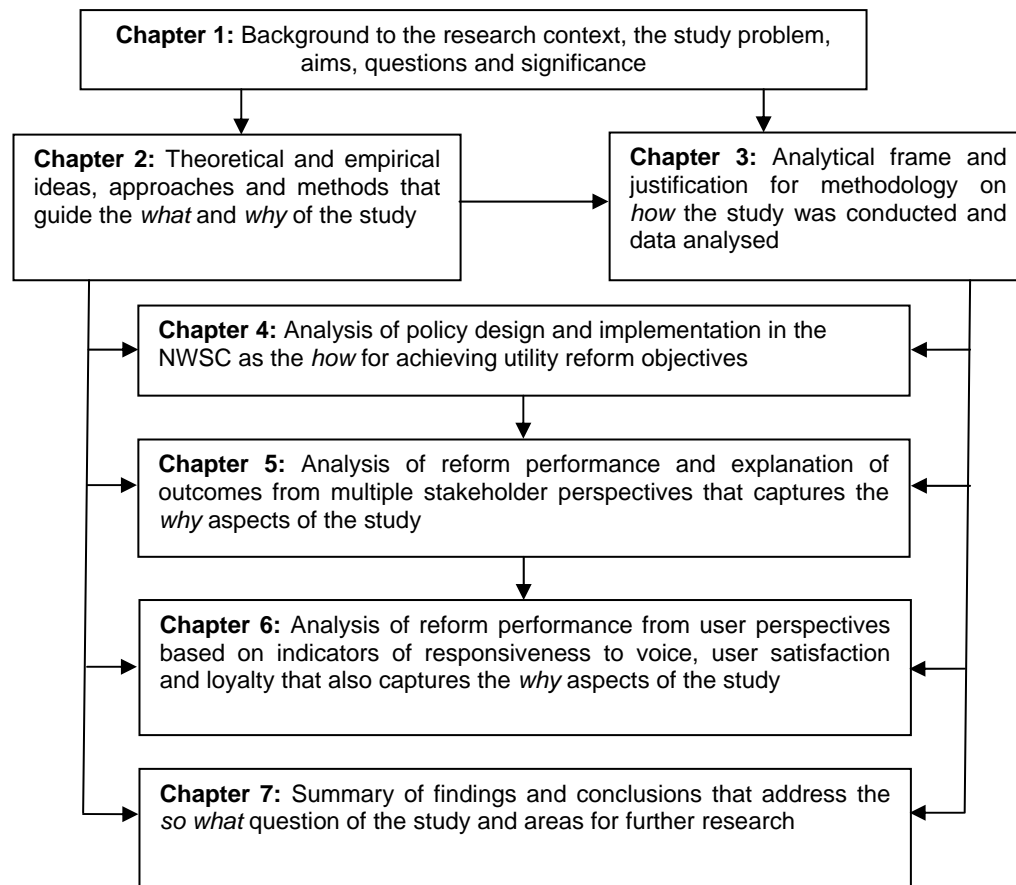 Chapter 1: Background to the research context, the study problem,
aims, questions and significance
Chapter 2: Theoretical and empirical
ideas, approaches and methods that
guide the what and why of the study
Chapter 3: Analytical frame and
justification for methodology on
how the study was conducted and
data analysed
Chapter 4: Analysis of policy design and implementation in the
NWSC as the how for achieving utility reform objectives
Chapter 5: Analysis of reform performance and explanation of
outcomes from multiple stakeholder perspectives that captures the
why aspects of the study
Chapter 6: Analysis of reform performance from user perspectives
based on indicators of responsiveness to voice, user satisfaction
and loyalty that also captures the why aspects of the study
Chapter 7: Summary of findings and conclusions that address the
so what question of the study and areas for further research